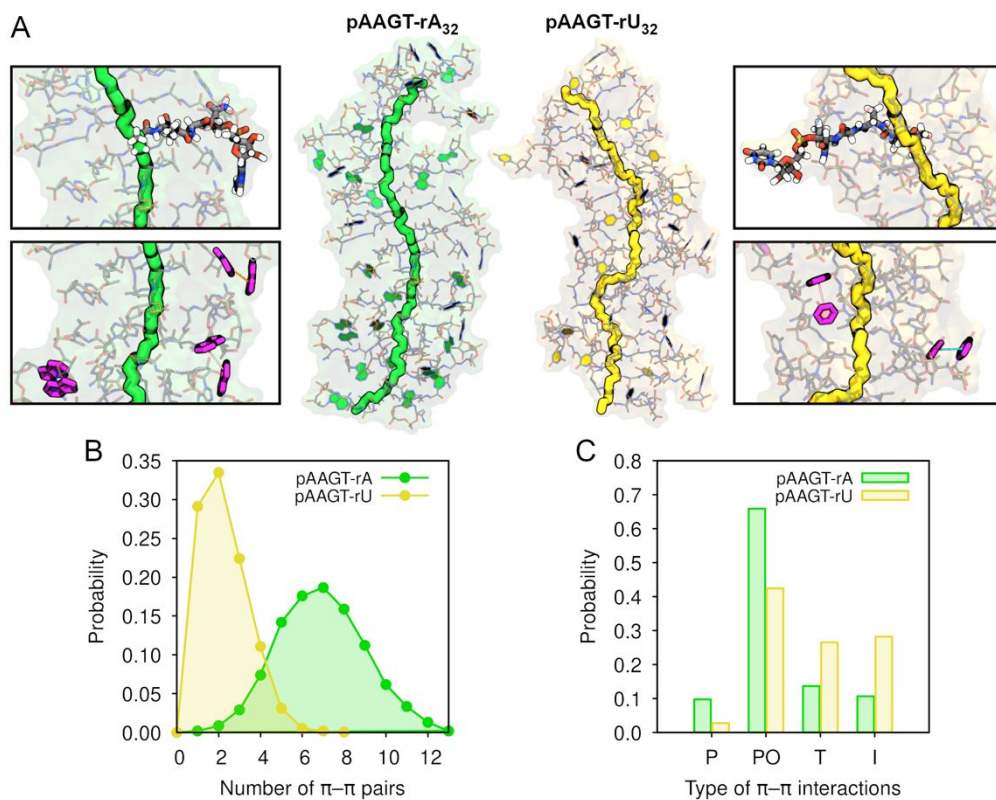 A
pAAGT-rA32
pAAGT-rU32
B
0.35
0.30
0.25
0.20
0.15
0.10
0.05
0.00
Probability
0 2 4 6 8 10 12
Number of π–π pairs
pAAGT-rA
pAAGT-rU
C
0.8
0.7
0.6
0.5
0.4
0.3
0.2
0.1
0.0
Probability
P PO T I
Type of π–π interactions
pAAGT-rA
pAAGT-rU